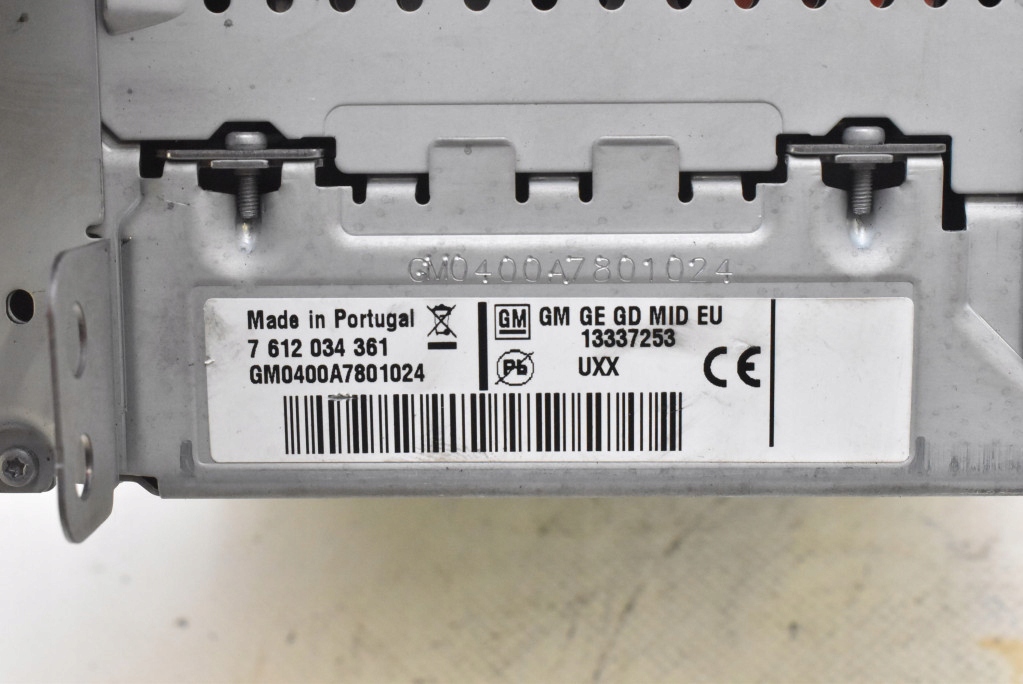 GM0400A7801024
Made in Portugal
7 612 034 361
GM0400A7801024
GM GM GE GD MID EU
13337253
Pb UXX
CE